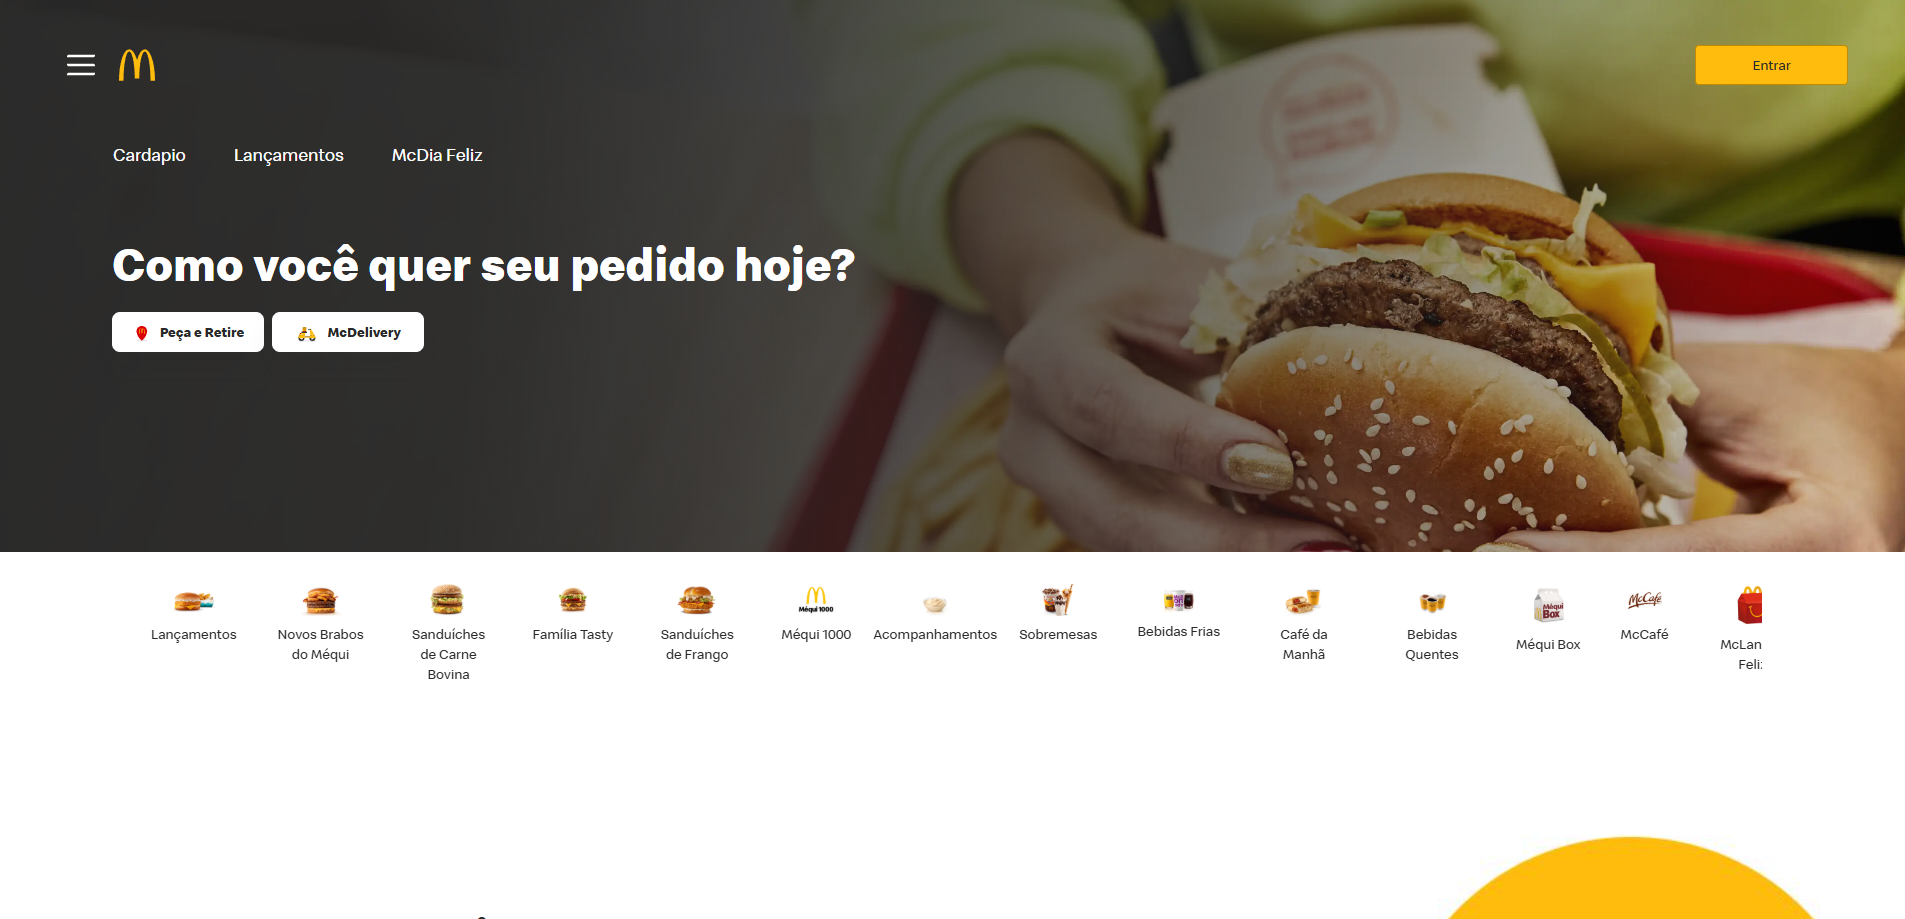 Entrar
Cardapio
Lançamentos
McDia Feliz
Como você quer seu pedido hoje?
Peça e Retire
McDelivery
Lançamentos
Novos Brabos
do Méqui
Sanduíches
de Carne
Bovina
Família Tasty
Sanduíches
de Frango
Méqui 1000
Méqui 1000
Acompanhamentos
Sobremesas
Bebidas Frias
Café da
Manhã
Bebidas
Quentes
Méqui
Box
Méqui Box
McCafé
McCafé
McLan
Feli